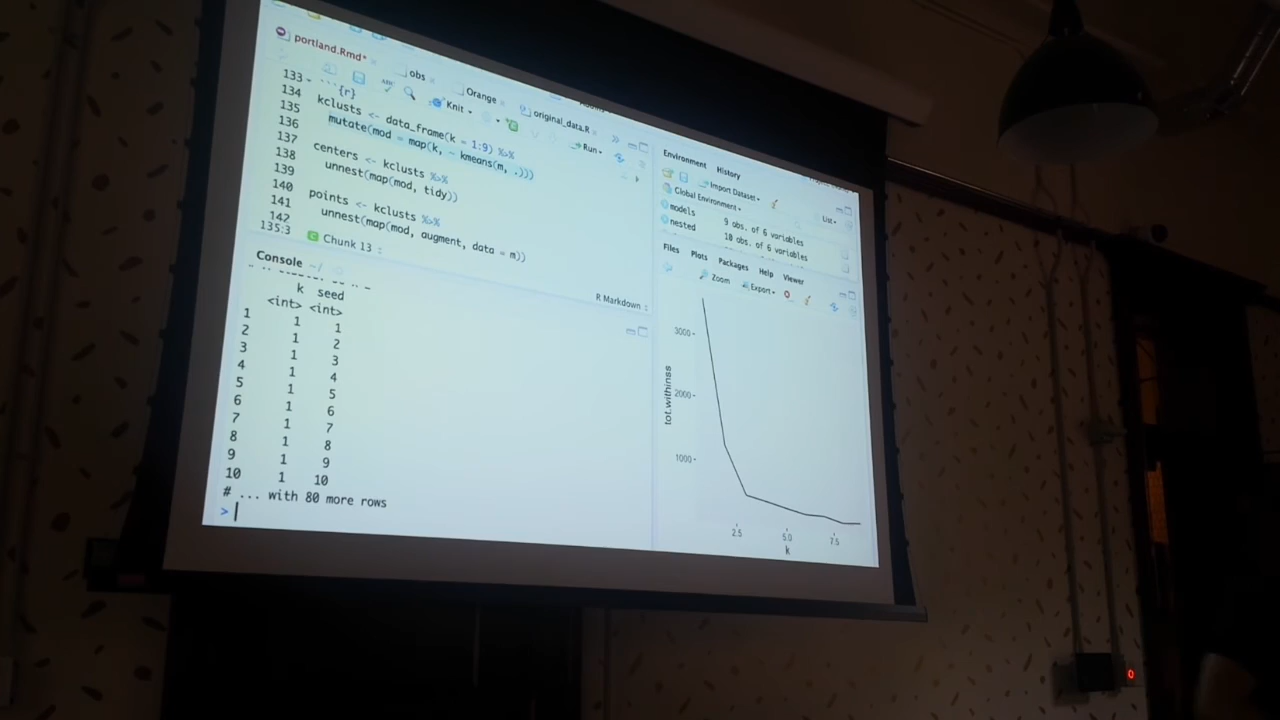 portland.Rmd*
obs
Orange
original_data.R
ABC
Knit
Run
133
134
135
136
137
138
139
140
141
142
```{r}
kclusts <- data_frame(k = 1:9) %>%
mutate(mod = map(k, ~ kmeans(m, .)))
centers <- kclusts %>%
unnest(map(mod, tidy))
points <- kclusts %>%
unnest(map(mod, augment, data = m))
135:3
Chunk 13
R Markdown
Console ~/
k seed
<int> <int>
1 1 1
2 1 2
3 1 3
4 1 4
5 1 5
6 1 6
7 1 7
8 1 8
9 1 9
10 1 10
# ... with 80 more rows
>
Environment History
Import Dataset
List
Global Environment
models 9 obs. of 6 variables
nested 10 obs. of 6 variables
Files Plots Packages Help Viewer
Zoom Export
3000
2000
1000
tot.withinss
2.5 5.0 7.5
k